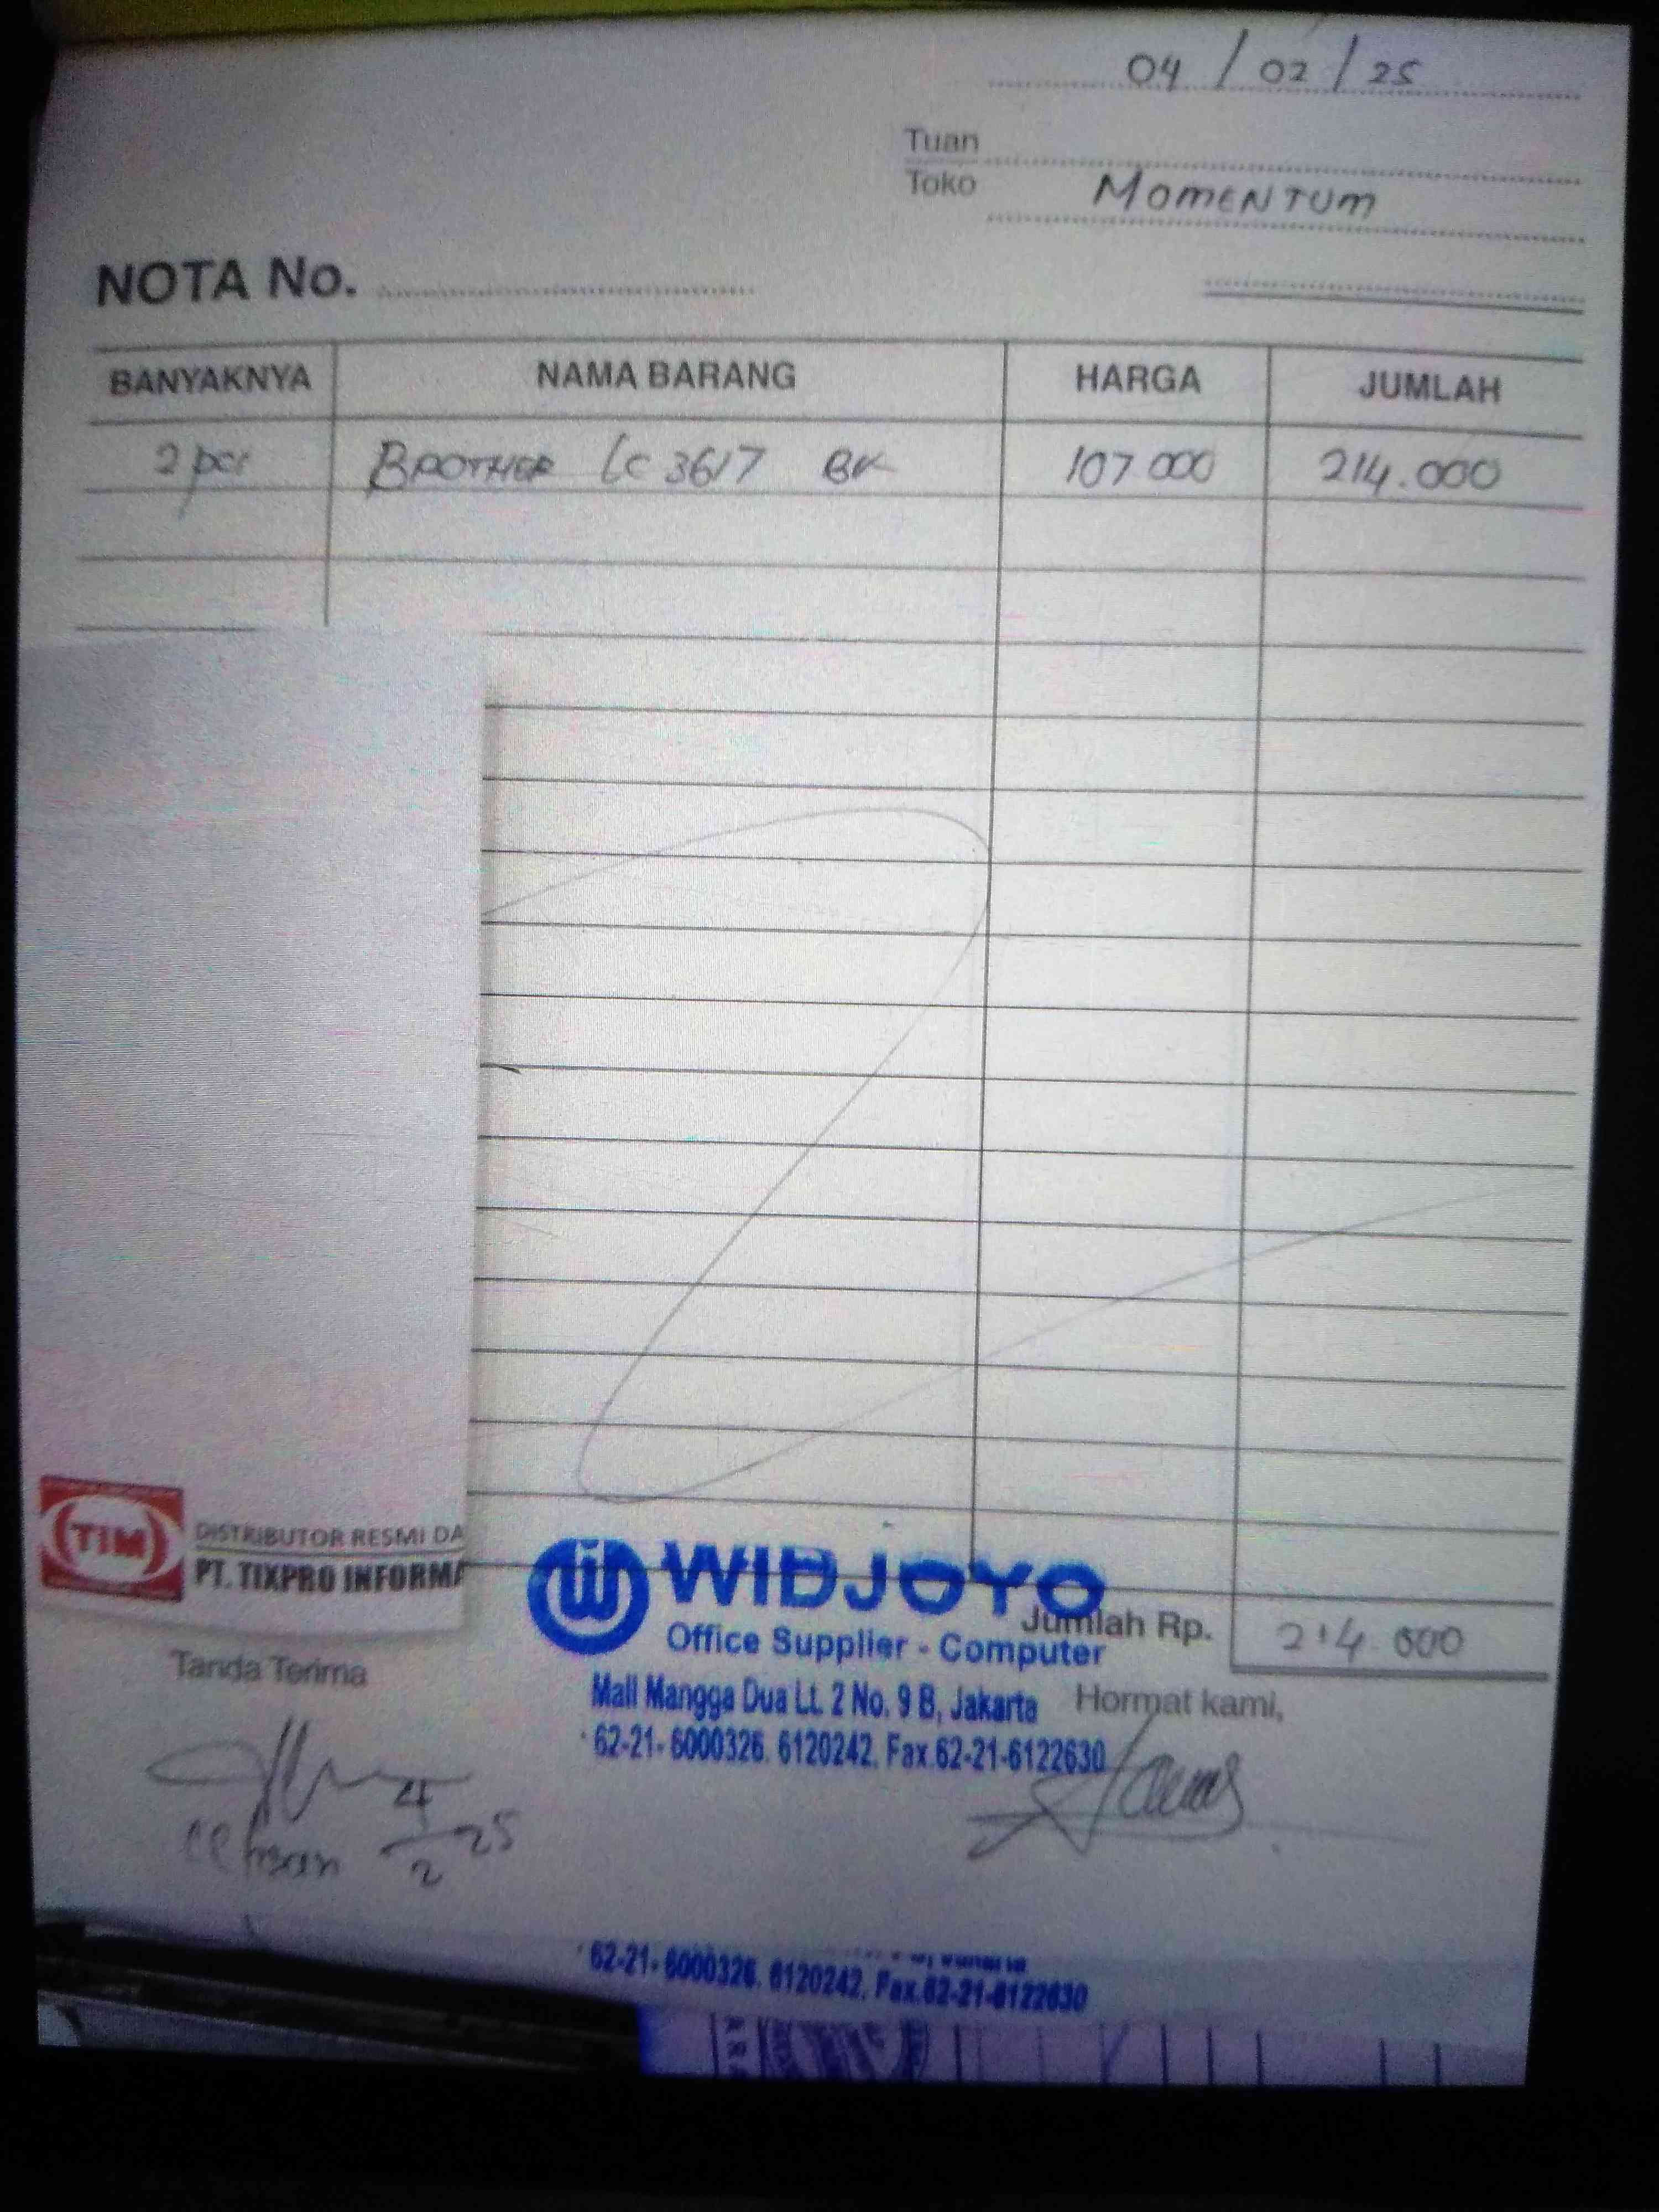 04 / 02 / 25
Tuan
Toko MOMENTUM
NOTA No.
BANYAKNYA NAMA BARANG HARGA JUMLAH
2 pcs BROTHER LC 3617 BK 107.000 214.000
TIM
DISTRIBUTOR RESMI DA
PT. TIXPRO INFORMA
WIDJOYO
Office Supplier - Computer
Jumlah Rp. 214.000
Mall Mangga Dua Lt. 2 No. 9 B, Jakarta
62-21- 6000326. 6120242. Fax.62-21-6122630
Tanda Terima
Hormat kami,
4/2 25
62-21- 6000326. 6120242. Fax.62-21-6122630